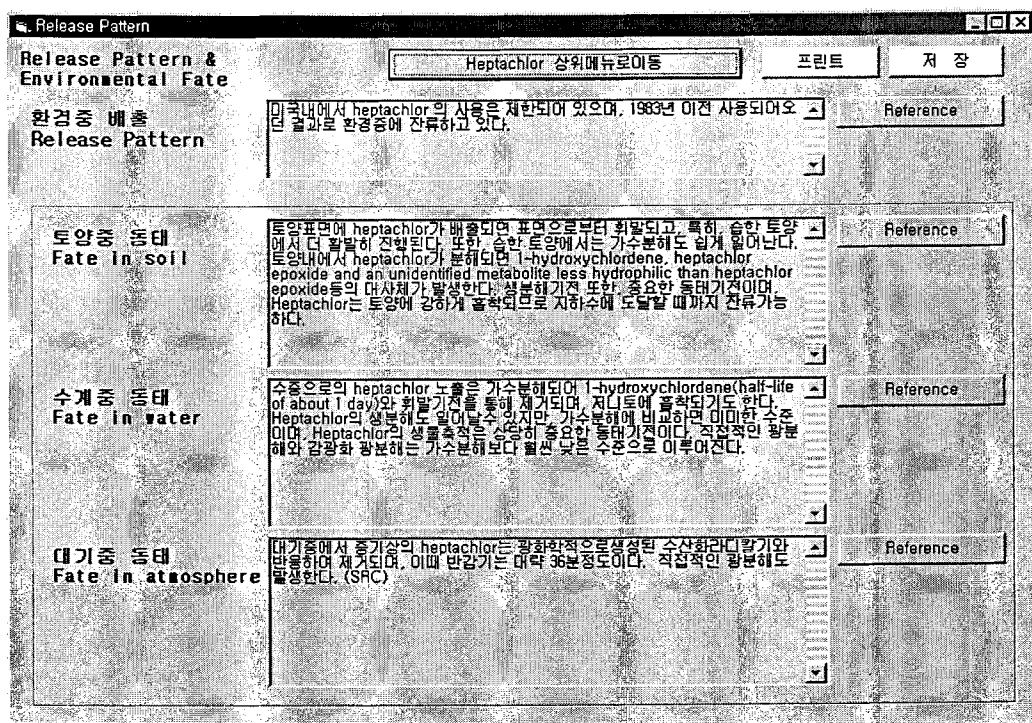 Release Pattern
Release Pattern &
Environmental Fate
Heptachlor 상위메뉴로이동
프린트
저 장
환경중 배출
Release Pattern
미국내에서 heptachlor 의 사용은 제한되어 있으며, 1983년 이전 사용되어오
던 결과로 환경중에 잔류하고 있다.
Reference
토양중 동태
Fate in soil
토양표면에 heptachlor가 배출되면 표면으로부터 휘발되고, 특히, 습한 토양
에서 더 활발히 진행된다. 또한, 습한 토양에서는 가수분해도 쉽게 일어난다.
토양내에서 heptachlor가 분해되면 1-hydroxychlordene, heptachlor
epoxide and an unidentified metabolite less hydrophilic than heptachlor
epoxide등의 대사체가 발생한다. 생분해기전 또한, 중요한 동태기전이며,
Heptachlor는 토양에 강하게 흡착되므로 지하수에 도달할 때까지 잔류가능
하다.
Reference
수계중 동태
Fate in water
수중으로의 heptachlor 노출은 가수분해되어 1-hydroxychlordene(half-life
of about 1 day)와 휘발기전을 통해 제거되며, 저니토에 흡착되기도 한다.
Heptachlor의 생분해도 일어날수 있지만, 가수분해에 비교하면 미미한 수준
이며, Heptachlor의 생물축적은 상당히 중요한 동태기전이다. 직접적인 광분
해와 감광화 광분해는 가수분해보다 훨씬 낮은 수준으로 이루어진다.
Reference
대기중 동태
Fate in atmosphere
대기중에서 증기상의 heptachlor는 광화학적으로생성된 수산화라디칼기와
반응하여 제거되며, 이때 반감기는 대략 36분정도이다. 직접적인 광분해도
발생한다. (SRC)
Reference